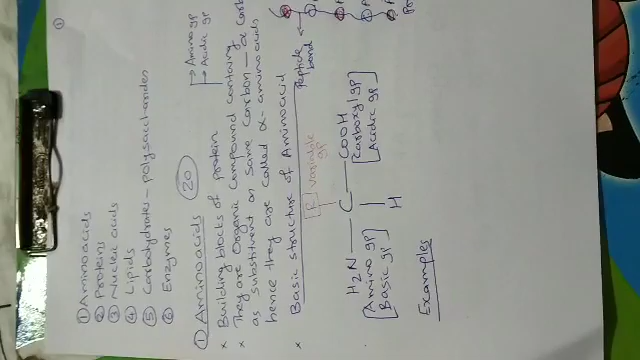 ①
① Aminoacids
② Proteins
③ Nucleic acids
④ Lipids
⑤ Carbohydrates - polysaccharides
⑥ Enzymes
① Aminoacids (20) → Amino gp
→ Acidic gp
× Building blocks of Protein
× They are organic compound containing
as substituent on same carbon - α carb
hence they are called α-aminoacids
× Basic structure of Aminoacid
Peptide
bond
R Variable
gp
H2N — C — COOH
[Amino gp] [Carboxyl gp]
Basic gp Acidic gp
H
Examples